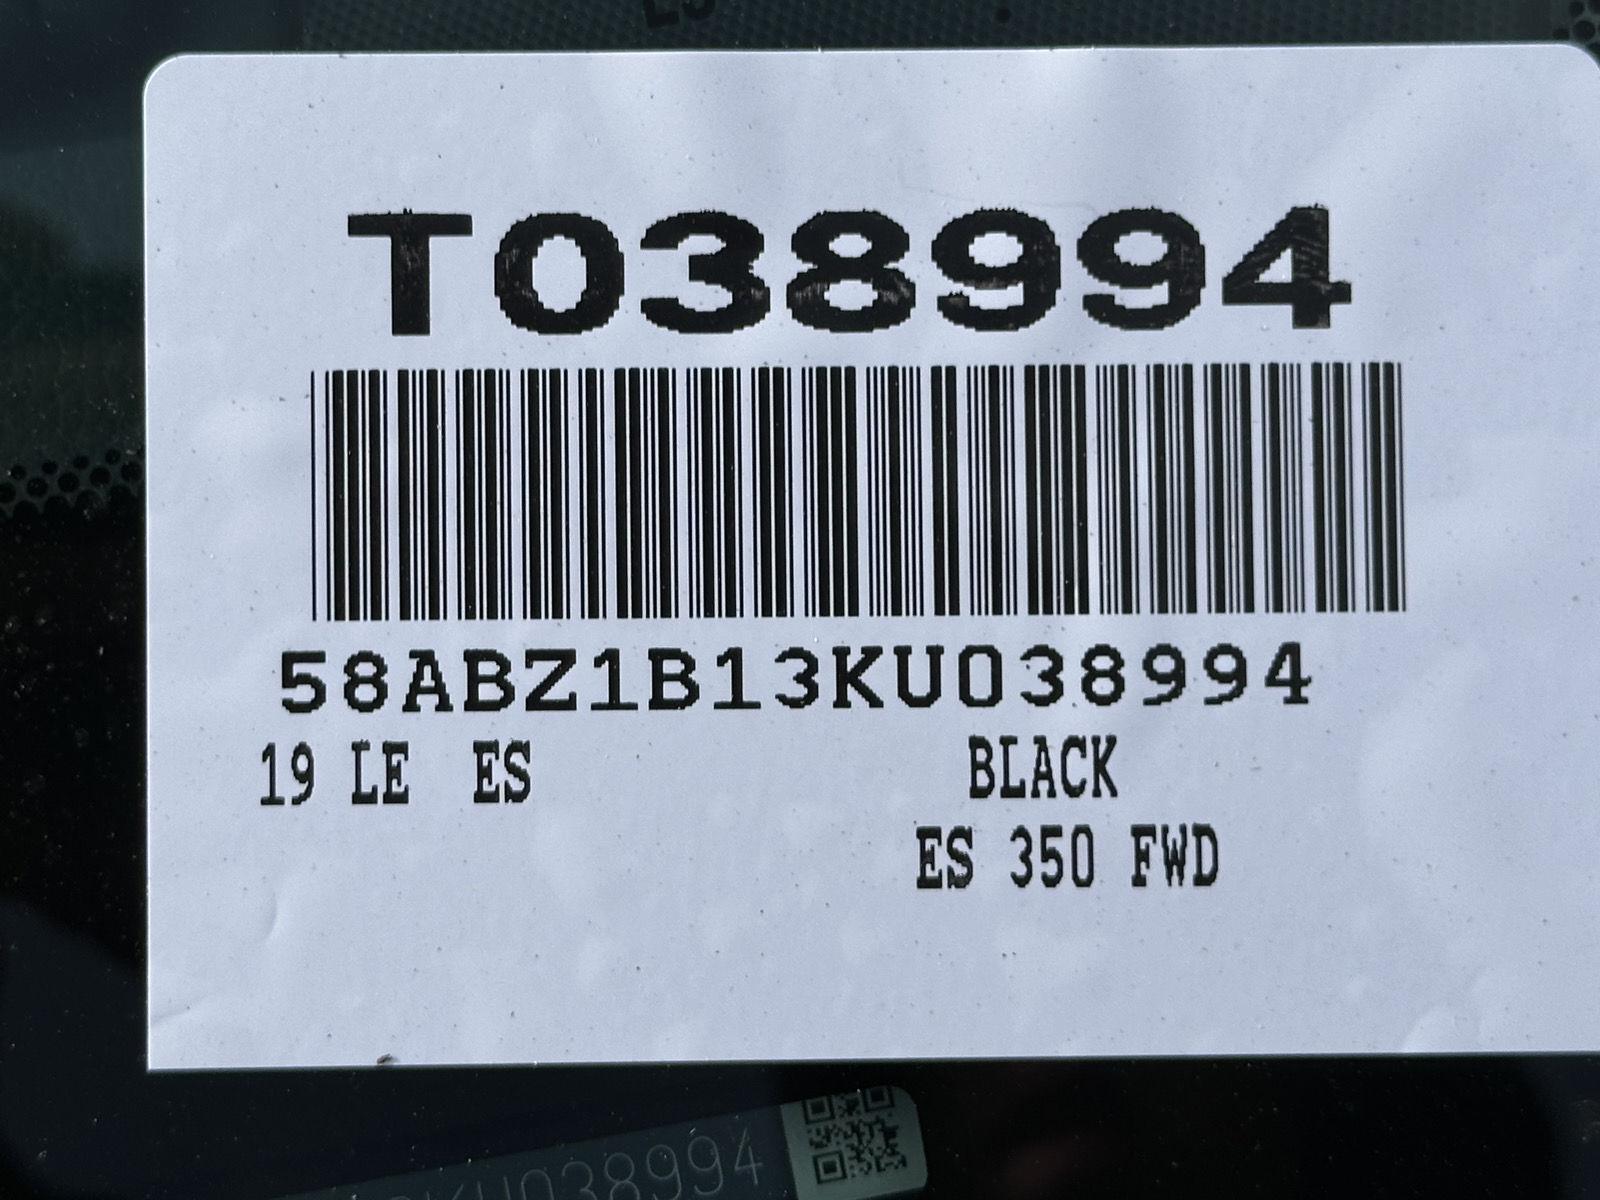 T038994
58ABZ1B13KU038994
19 LE ES BLACK
ES 350 FWD
KU038994